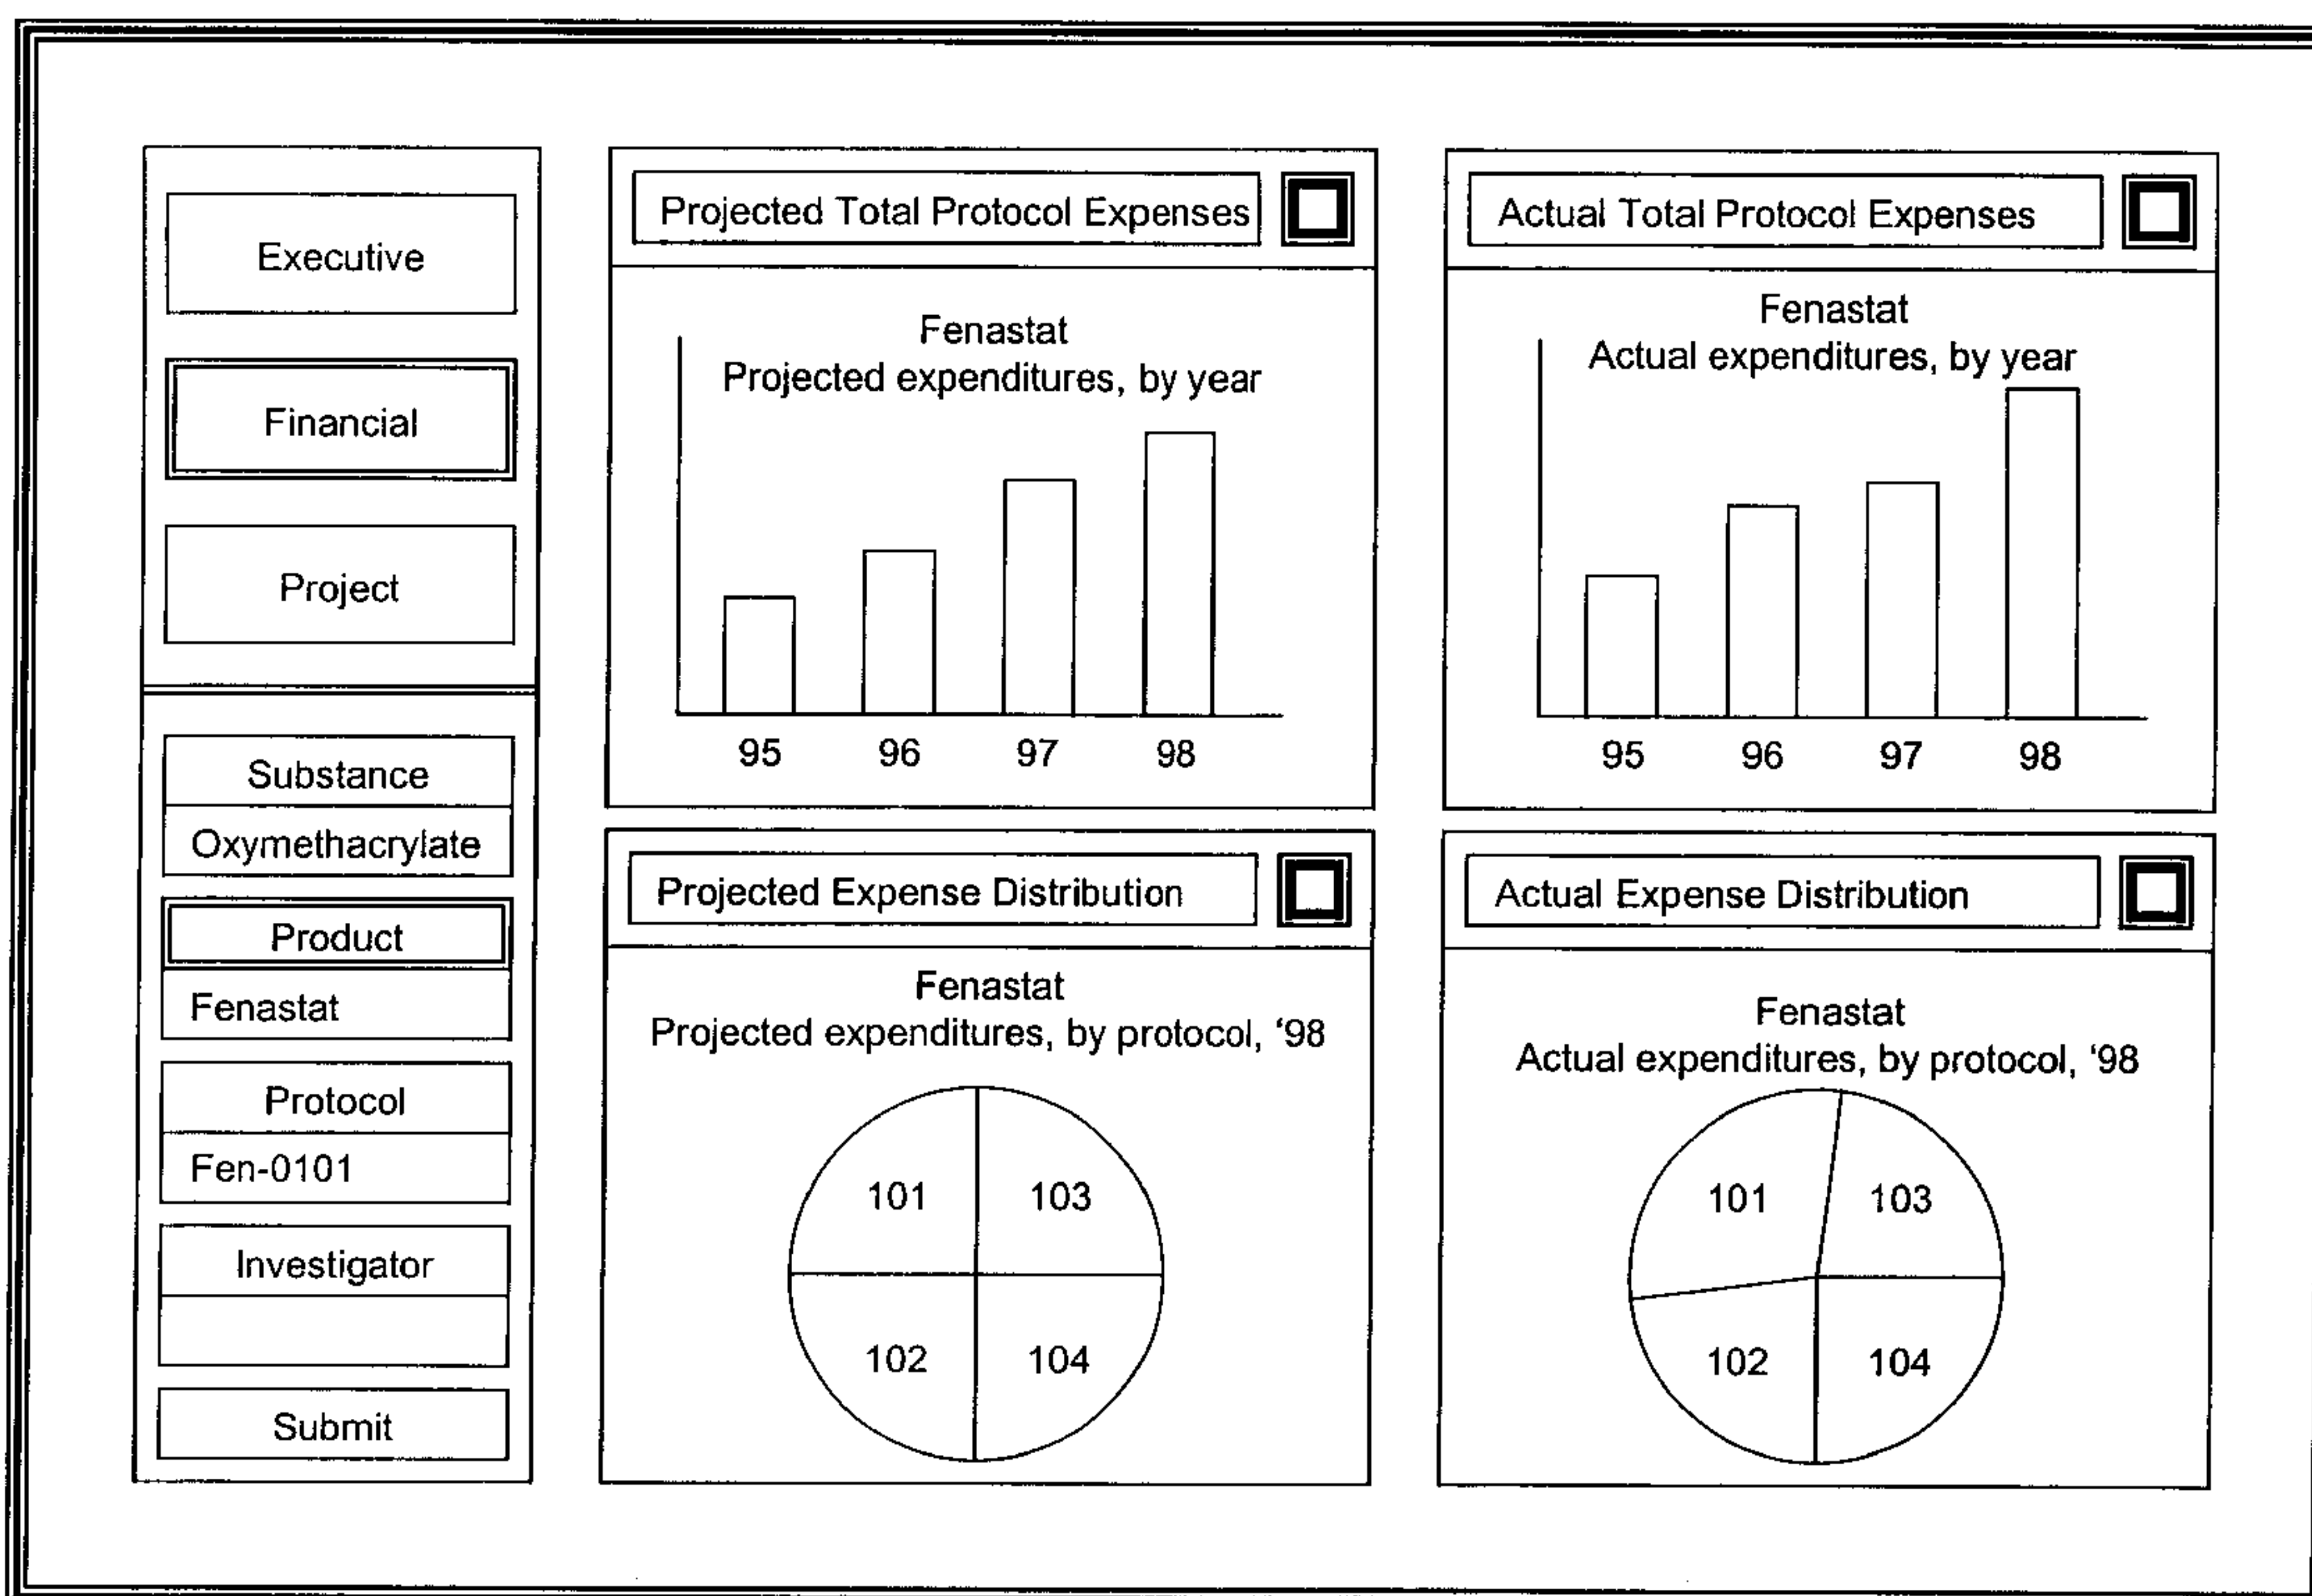 Executive
Financial
Project
Substance
Oxymethacrylate
Product
Fenastat
Protocol
Fen-0101
Investigator
Submit
Projected Total Protocol Expenses
Fenastat
Projected expenditures, by year
95 96 97 98
Actual Total Protocol Expenses
Fenastat
Actual expenditures, by year
95 96 97 98
Projected Expense Distribution
Fenastat
Projected expenditures, by protocol, ‘98
101 103
102 104
Actual Expense Distribution
Fenastat
Actual expenditures, by protocol, ‘98
101 103
102 104